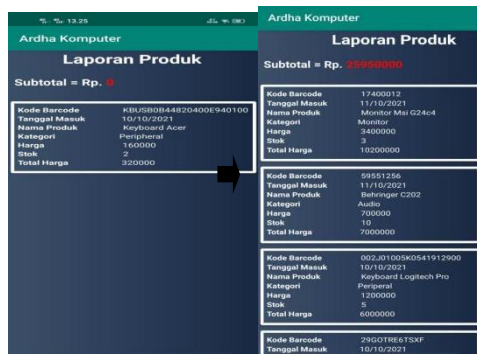 13.25
Ardha Komputer
Laporan Produk
Subtotal = Rp. 0
Kode Barcode KBUSB0B44820400E940100
Tanggal Masuk 10/10/2021
Nama Produk Keyboard Acer
Kategori Peripheral
Harga 160000
Stok 2
Total Harga 320000
Ardha Komputer
Laporan Produk
Subtotal = Rp. 25950000
Kode Barcode 17400012
Tanggal Masuk 11/10/2021
Nama Produk Monitor Msi G24c4
Kategori Monitor
Harga 3400000
Stok 3
Total Harga 10200000
Kode Barcode 59551256
Tanggal Masuk 11/10/2021
Nama Produk Behringer C202
Kategori Audio
Harga 700000
Stok 10
Total Harga 7000000
Kode Barcode 002J01005K0541912900
Tanggal Masuk 10/10/2021
Nama Produk Keyboard Logitech Pro
Kategori Periperal
Harga 1200000
Stok 5
Total Harga 6000000
Kode Barcode 29GOTRE6TSXF
Tanggal Masuk 10/10/2021